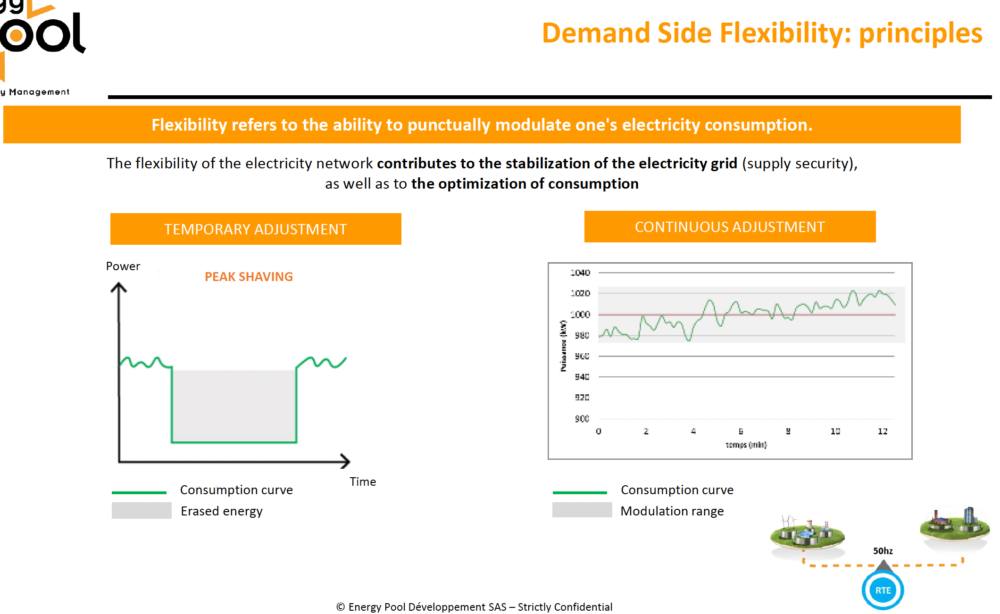 ool
y Management
Demand Side Flexibility: principles
Flexibility refers to the ability to punctually modulate one's electricity consumption.
The flexibility of the electricity network contributes to the stabilization of the electricity grid (supply security),
as well as to the optimization of consumption
TEMPORARY ADJUSTMENT
Power
PEAK SHAVING
Time
Consumption curve
Erased energy
CONTINUOUS ADJUSTMENT
1040
1020
1000
980
960
940
920
900
Puissance (kW)
0 2 4 6 8 10 12
temps (min)
Consumption curve
Modulation range
50hz
RTE
© Energy Pool Développement SAS – Strictly Confidential